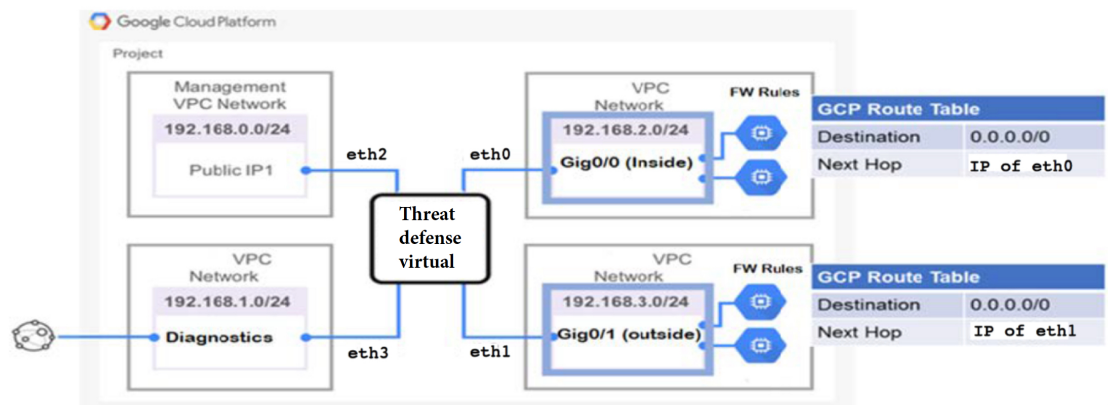 Google Cloud Platform
Project
Management
VPC Network
192.168.0.0/24
Public IP1
eth2
eth0
VPC
Network
192.168.2.0/24
Gig0/0 (Inside)
FW Rules
GCP Route Table
Destination 0.0.0.0/0
Next Hop IP of eth0
Threat
defense
virtual
VPC
Network
192.168.1.0/24
Diagnostics
eth3
eth1
VPC
Network
192.168.3.0/24
Gig0/1 (outside)
FW Rules
GCP Route Table
Destination 0.0.0.0/0
Next Hop IP of eth1